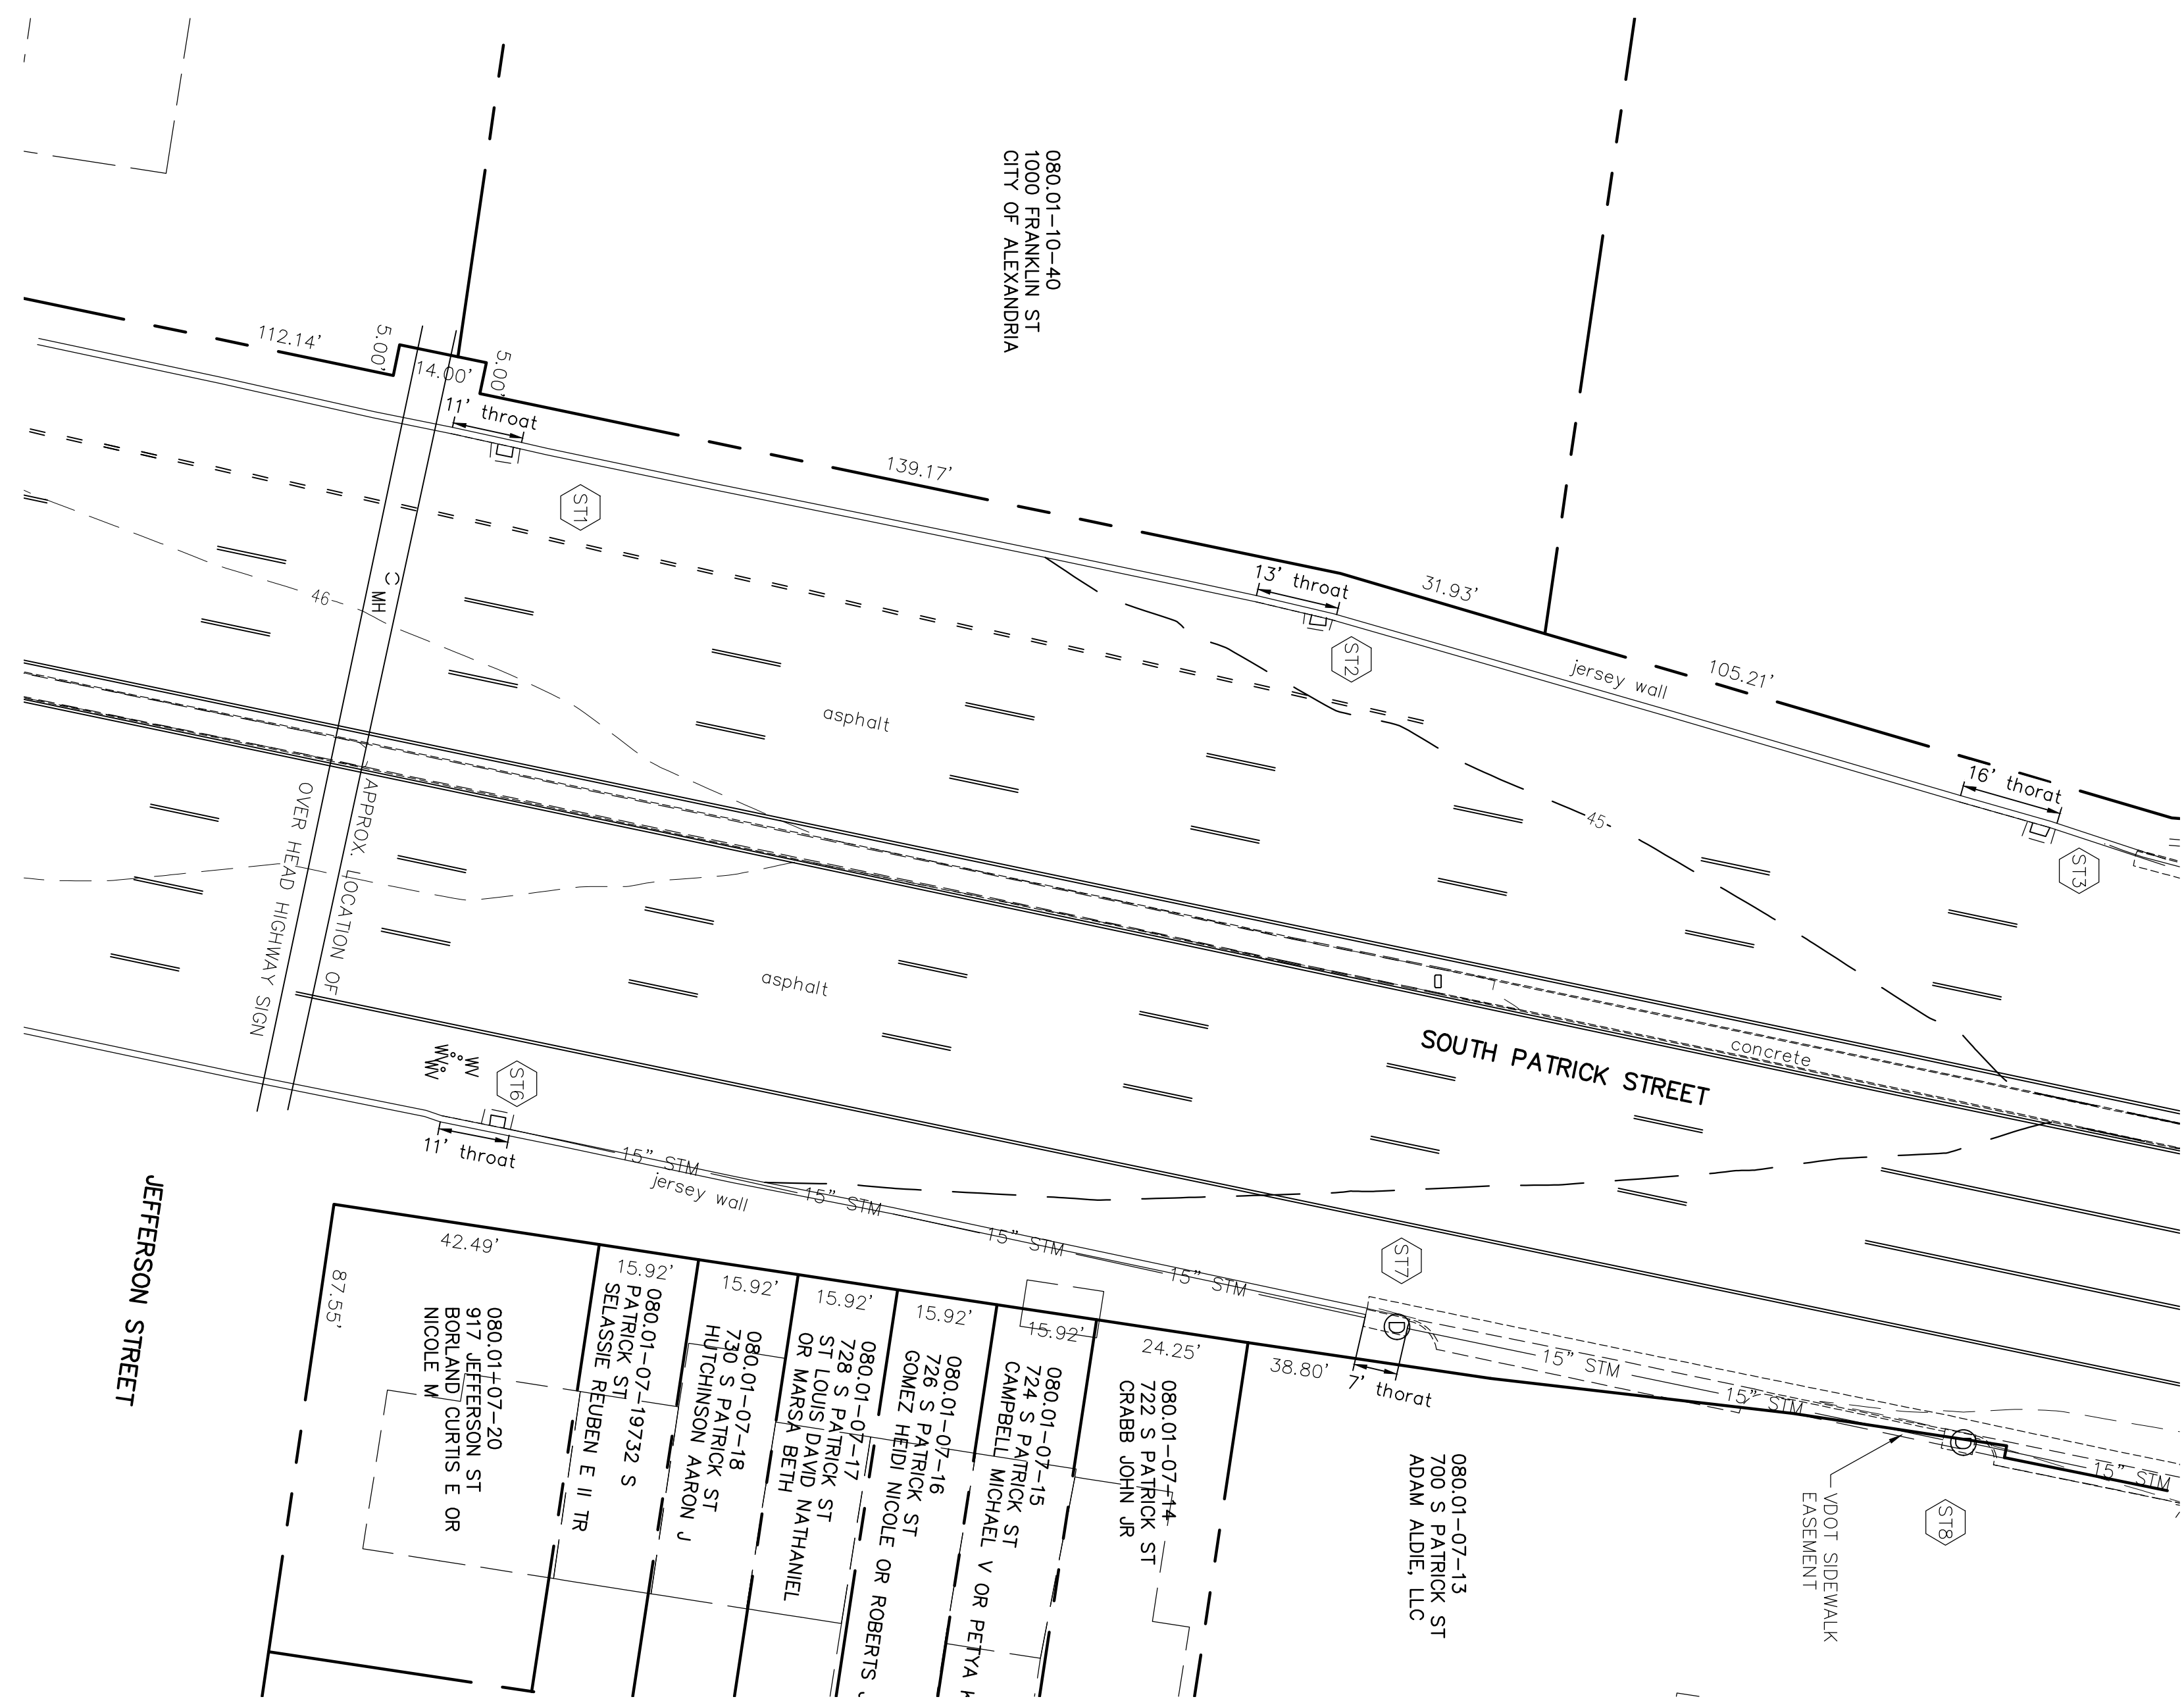 080.01-10-40
1000 FRANKLIN ST
CITY OF ALEXANDRIA
112.14'
5.00'
14.00'
5.00'
11' throat
139.17'
ST1
13' throat
31.93'
ST2
jersey wall
105.21'
16' thorat
ST3
46-
C
MH
asphalt
45-
APPROX. LOCATION OF
OVER HEAD HIGHWAY SIGN
asphalt
SOUTH PATRICK STREET
concrete
WV
WV
WV
ST6
11' throat
15" STM
jersey wall
15" STM
15" STM
15" STM
ST7
D
7' thorat
15" STM
15" STM
D
15" STM
ST8
VDOT SIDEWALK
EASEMENT
JEFFERSON STREET
87.55'
42.49'
15.92'
15.92'
15.92'
15.92'
15.92'
24.25'
38.80'
080.01-07-20
917 JEFFERSON ST
BORLAND CURTIS E OR
NICOLE M
080.01-07-19732 S
PATRICK ST
SELASSIE REUBEN E II TR
080.01-07-18
730 S PATRICK ST
HUTCHINSON AARON J
080.01-07-17
728 S PATRICK ST
ST LOUIS DAVID NATHANIEL
OR MARSA BETH
080.01-07-16
726 S PATRICK ST
GOMEZ HEIDI NICOLE OR ROBERTS
080.01-07-15
724 S PATRICK ST
CAMPBELL MICHAEL V OR PETYA
080.01-07-14
722 S PATRICK ST
CRABB JOHN JR
080.01-07-13
700 S PATRICK ST
ADAM ALDIE, LLC